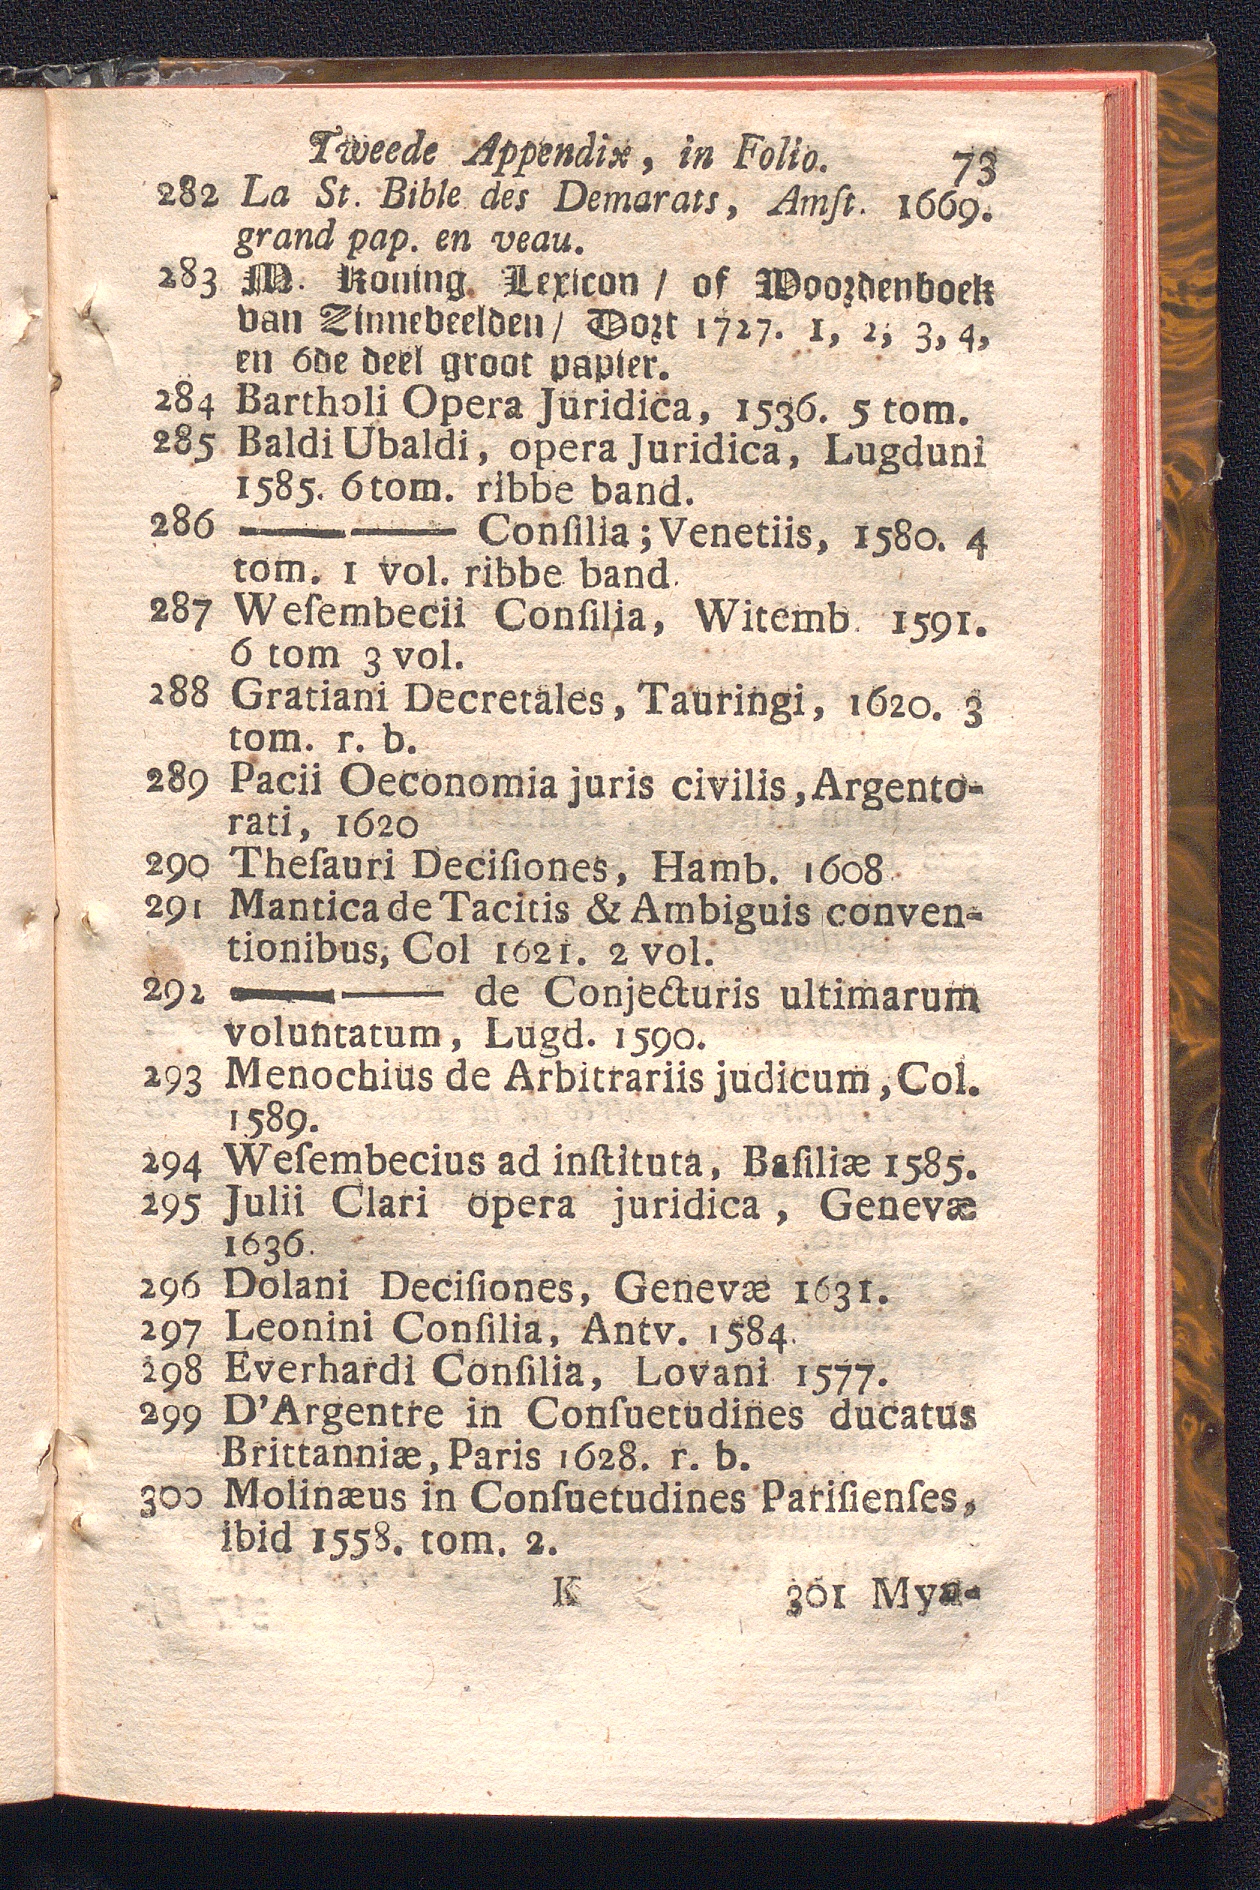 Tweede Appendix, in Folio. 73
282 La St. Bible des Demarats, Amſt. 1669.
grand pap. en veau.
283 M. Koning Lexicon / of Woordenboek
van Zinnebeelden / Dort 1727. 1, 2, 3, 4,
en 6de deel groot papier.
284 Bartholi Opera Juridica, 1536. 5 tom.
285 Baldi Ubaldi, opera Juridica, Lugduni
1585. 6 tom. ribbe band.
286 —— —— Conſilia; Venetiis, 1580. 4
tom. 1 vol. ribbe band.
287 Weſembecii Conſilia, Witemb. 1591.
6 tom 3 vol.
288 Gratiani Decretales, Tauringi, 1620. 3
tom. r. b.
289 Pacii Oeconomia juris civilis, Argento-
rati, 1620
290 Theſauri Deciſiones, Hamb. 1608.
291 Mantica de Tacitis & Ambiguis conven-
tionibus, Col 1621. 2 vol.
292 —— —— de Conjecturis ultimarum
voluntatum, Lugd. 1590.
293 Menochius de Arbitrariis judicum, Col.
1589.
294 Weſembecius ad inſtituta, Baſiliæ 1585.
295 Julii Clari opera juridica, Genevæ
1636.
296 Dolani Deciſiones, Genevæ 1631.
297 Leonini Conſilia, Antv. 1584.
298 Everhardi Conſilia, Lovani 1577.
299 D'Argentre in Conſuetudines ducatus
Brittanniæ, Paris 1628. r. b.
300 Molinæus in Conſuetudines Pariſienſes,
ibid 1558. tom. 2.
K 301 Myn-